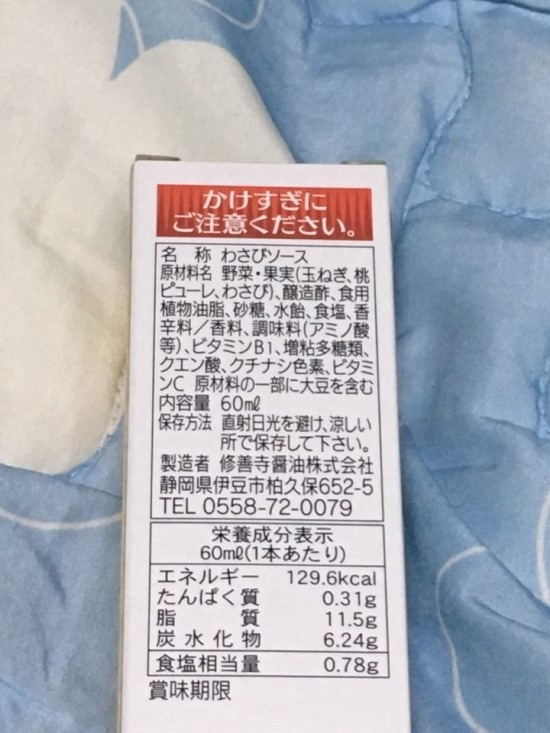 かけすぎに
ご注意ください。
名 称 わさびソース
原材料名 野菜・果実(玉ねぎ、桃
ピューレ、わさび)、醸造酢、食用
植物油脂、砂糖、水飴、食塩、香
辛料／香料、調味料(アミノ酸
等)、ビタミンB1、増粘多糖類、
クエン酸、クチナシ色素、ビタミ
ンC 原材料の一部に大豆を含む
内容量 60㎖
保存方法 直射日光を避け、涼しい
所で保存して下さい。
製造者 修善寺醤油株式会社
静岡県伊豆市柏久保652-5
TEL 0558-72-0079
栄養成分表示
60㎖(1本あたり)
エネルギー 129.6kcal
たんぱく質 0.31g
脂 質 11.5g
炭水化物 6.24g
食塩相当量 0.78g
賞味期限